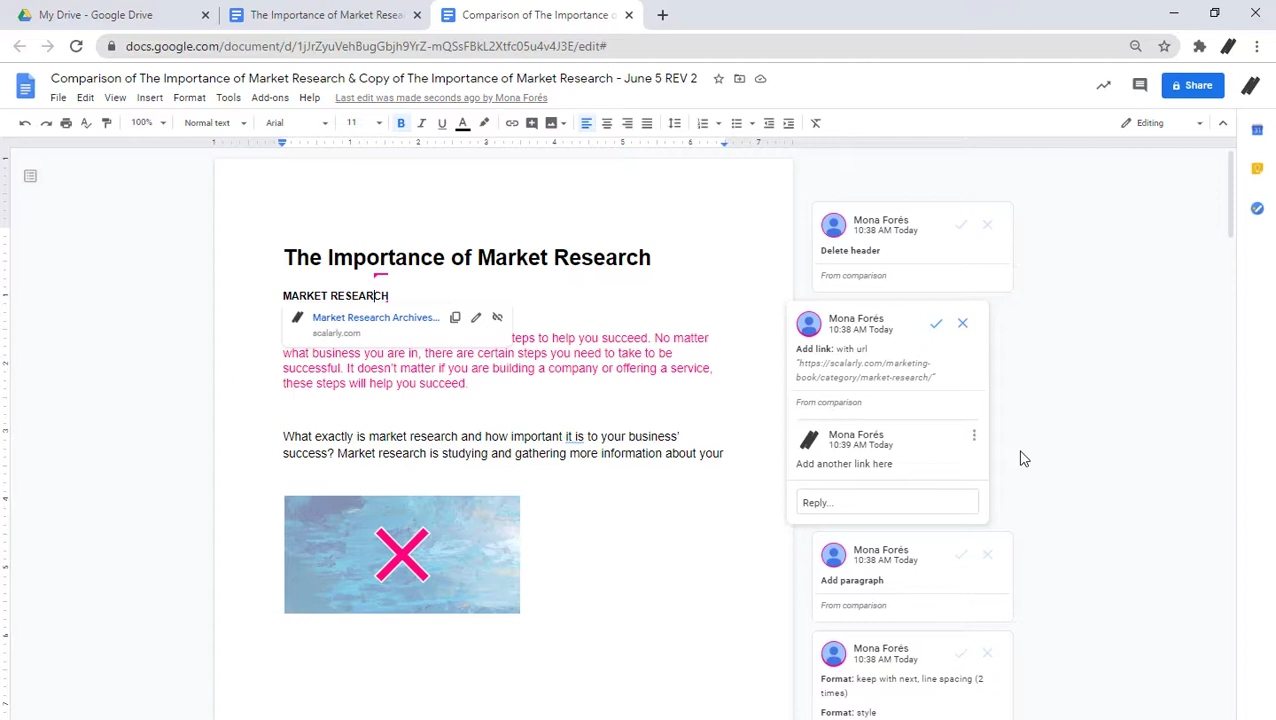 My Drive - Google Drive
The Importance of Market Resea
Comparison of The Importance o
docs.google.com/document/d/1jJrZyuVehBugGbjh9YrZ-mQSsFBkL2Xtfc05u4v4J3E/edit#
Comparison of The Importance of Market Research & Copy of The Importance of Market Research - June 5 REV 2
Share
File Edit View Insert Format Tools Add-ons Help Last edit was made seconds ago by Mona Forés
100% Normal text Arial 11 B I U A Editing
1 1 2 3 4 5 6 7
The Importance of Market Research
MARKET RESEARCH
Market Research Archives...
scalarly.com
teps to help you succeed. No matter
what business you are in, there are certain steps you need to take to be
successful. It doesn't matter if you are building a company or offering a service,
these steps will help you succeed.
What exactly is market research and how important it is to your business'
success? Market research is studying and gathering more information about your
Mona Forés
10:38 AM Today
Delete header
From comparison
Mona Forés
10:38 AM Today
Add link: with url
"https://scalarly.com/marketing-
book/category/market-research/"
From comparison
Mona Forés
10:39 AM Today
Add another link here
Reply...
Mona Forés
10:38 AM Today
Add paragraph
From comparison
Mona Forés
10:38 AM Today
Format: keep with next, line spacing (2
times)
Format: style